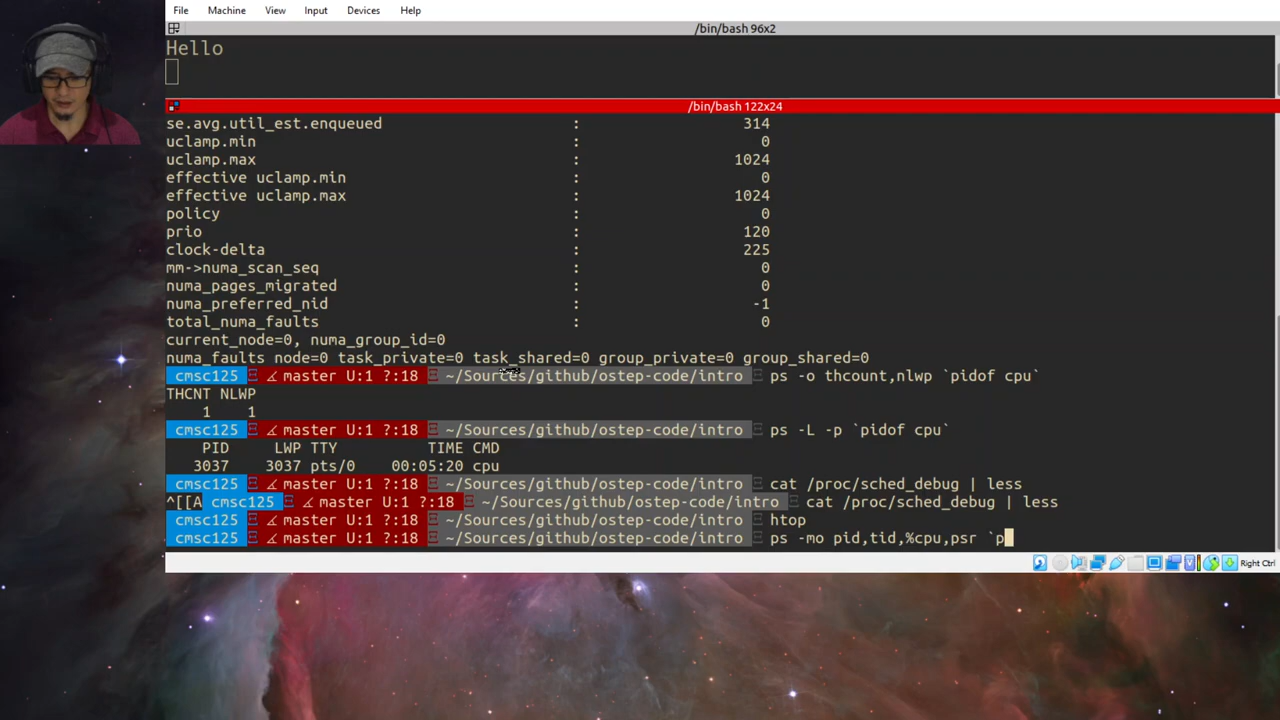 File Machine View Input Devices Help
/bin/bash 96x2
Hello
/bin/bash 122x24
se.avg.util_est.enqueued : 314
uclamp.min : 0
uclamp.max : 1024
effective uclamp.min : 0
effective uclamp.max : 1024
policy : 0
prio : 120
clock-delta : 225
mm->numa_scan_seq : 0
numa_pages_migrated : 0
numa_preferred_nid : -1
total_numa_faults : 0
current_node=0, numa_group_id=0
numa_faults node=0 task_private=0 task_shared=0 group_private=0 group_shared=0
cmsc125 master U:1 ?:18 ~/Sources/github/ostep-code/intro ps -o thcount,nlwp `pidof cpu`
THCNT NLWP
1 1
cmsc125 master U:1 ?:18 ~/Sources/github/ostep-code/intro ps -L -p `pidof cpu`
PID LWP TTY TIME CMD
3037 3037 pts/0 00:05:20 cpu
cmsc125 master U:1 ?:18 ~/Sources/github/ostep-code/intro cat /proc/sched_debug | less
^[[A cmsc125 master U:1 ?:18 ~/Sources/github/ostep-code/intro cat /proc/sched_debug | less
cmsc125 master U:1 ?:18 ~/Sources/github/ostep-code/intro htop
cmsc125 master U:1 ?:18 ~/Sources/github/ostep-code/intro ps -mo pid,tid,%cpu,psr `p
Right Ctrl